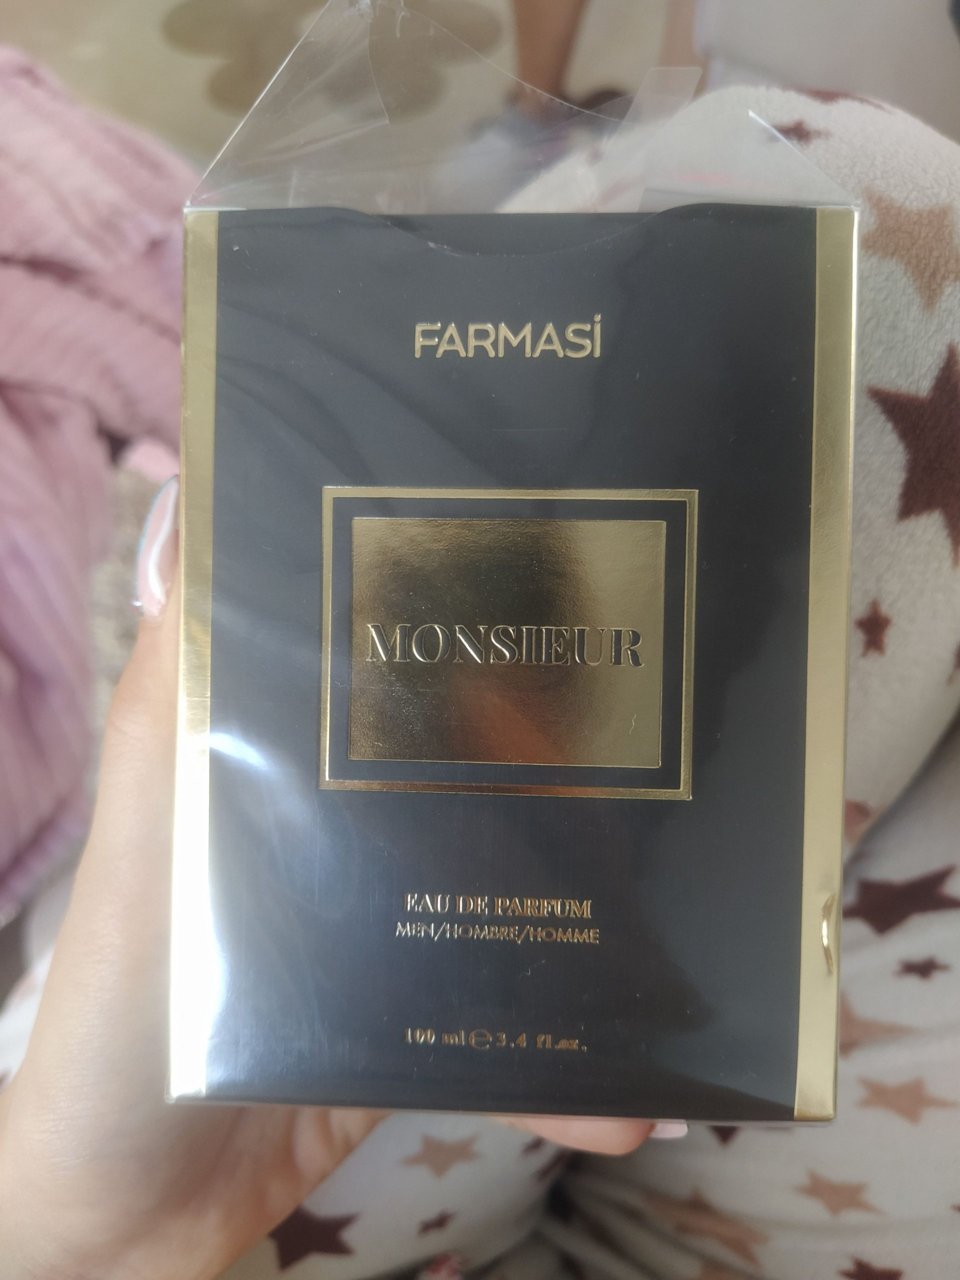 FARMASİ
MONSIEUR
EAU DE PARFUM
MEN/HOMBRE/HOMME
100 ml ℮ 3.4 fl.oz.